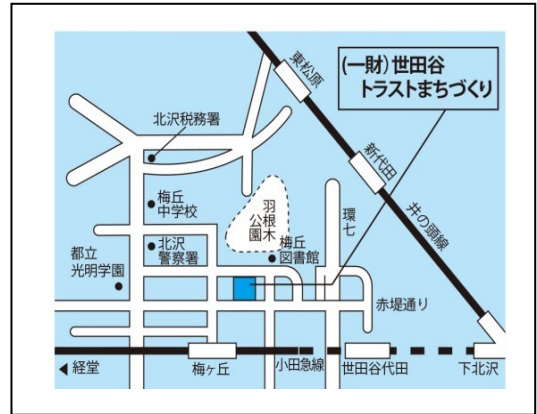 (一財)世田谷
トラストまちづくり
東松原
北沢税務署
新代田
井の頭線
梅丘
中学校
羽根木
公園
環七
梅丘
図書館
北沢
警察署
都立
光明学園
赤堤通り
◀経堂
梅ヶ丘
小田急線
世田谷代田
下北沢